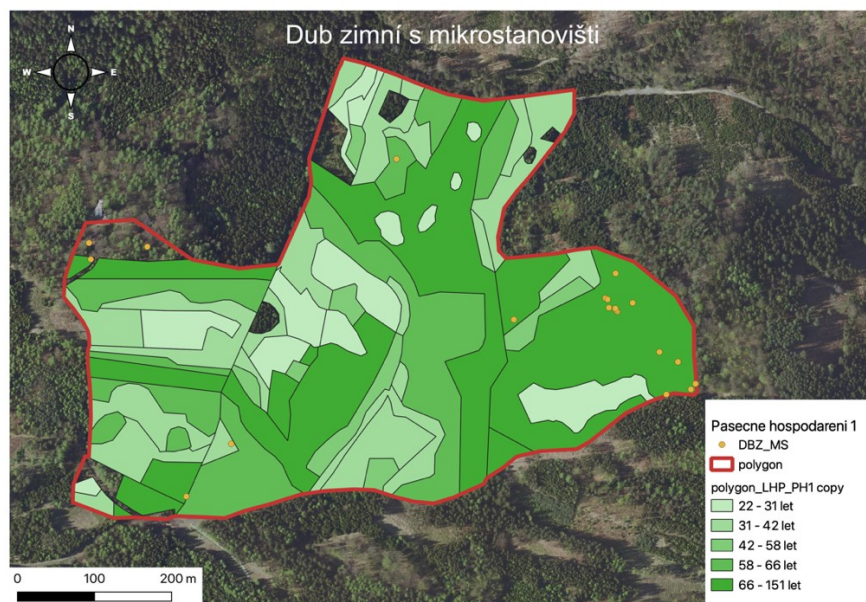 Dub zimní s mikrostanovišti
N
W
E
S
Pasecne hospodareni 1
DBZ_MS
polygon
polygon_LHP_PH1 copy
22 - 31 let
31 - 42 let
42 - 58 let
58 - 66 let
66 - 151 let
0 100 200 m